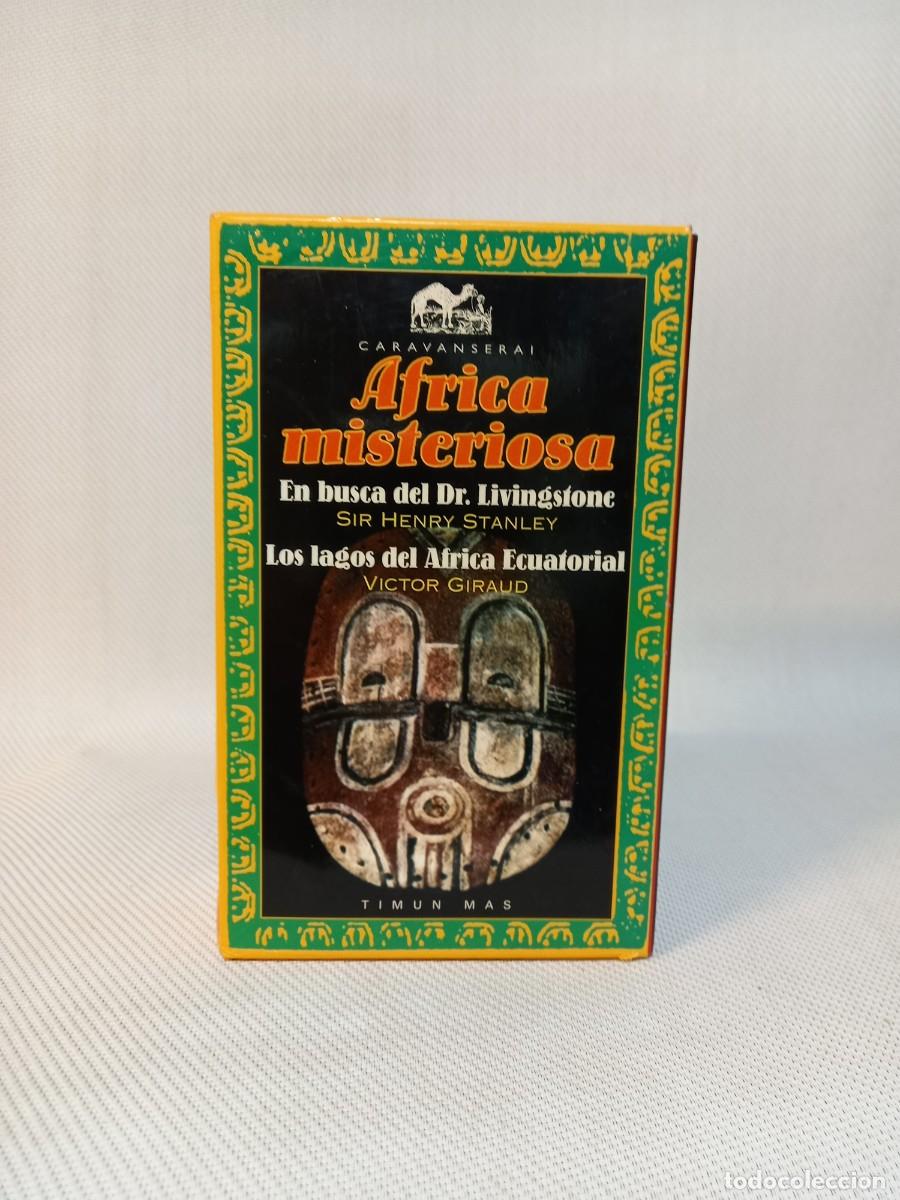 CARAVANSERAI
Africa
misteriosa
En busca del Dr. Livingstone
SIR HENRY STANLEY
Los lagos del Africa Ecuatorial
VICTOR GIRAUD
TIMUN MAS
todocoleccion